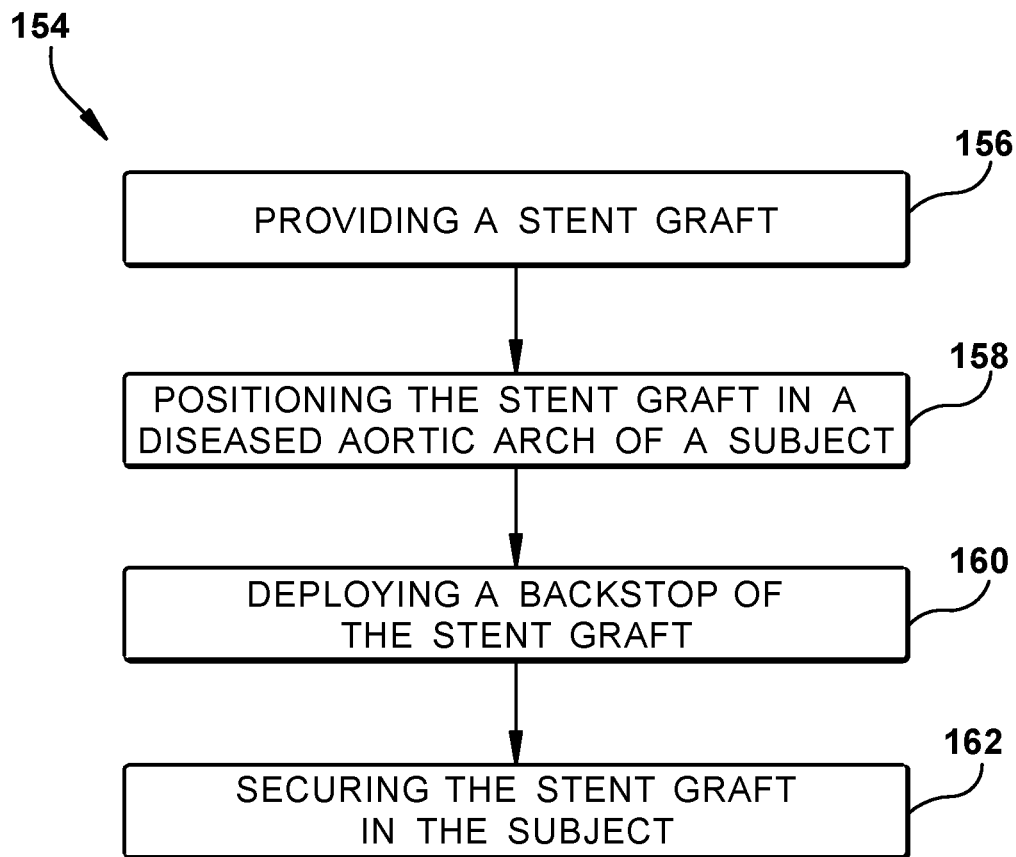 154
156
PROVIDING A STENT GRAFT
158
POSITIONING THE STENT GRAFT IN A
DISEASED AORTIC ARCH OF A SUBJECT
160
DEPLOYING A BACKSTOP OF
THE STENT GRAFT
162
SECURING THE STENT GRAFT
IN THE SUBJECT